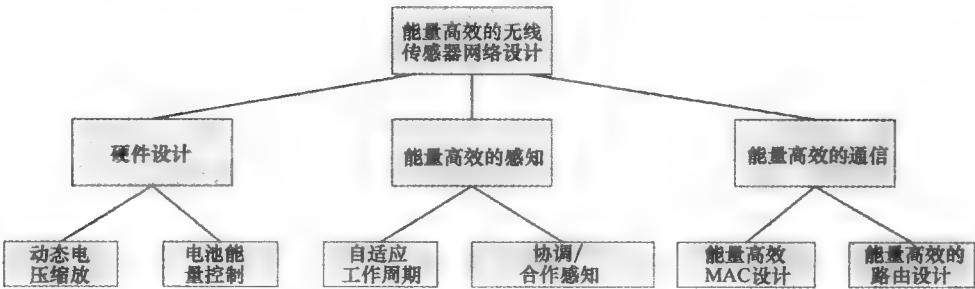 能量高效的无线
传感器网络设计
硬件设计
能量高效的感知
能量高效的通信
动态电
压缩放
电池能
量控制
自适应
工作周期
协调/
合作感知
能量高效
MAC设计
能量高效的
路由设计